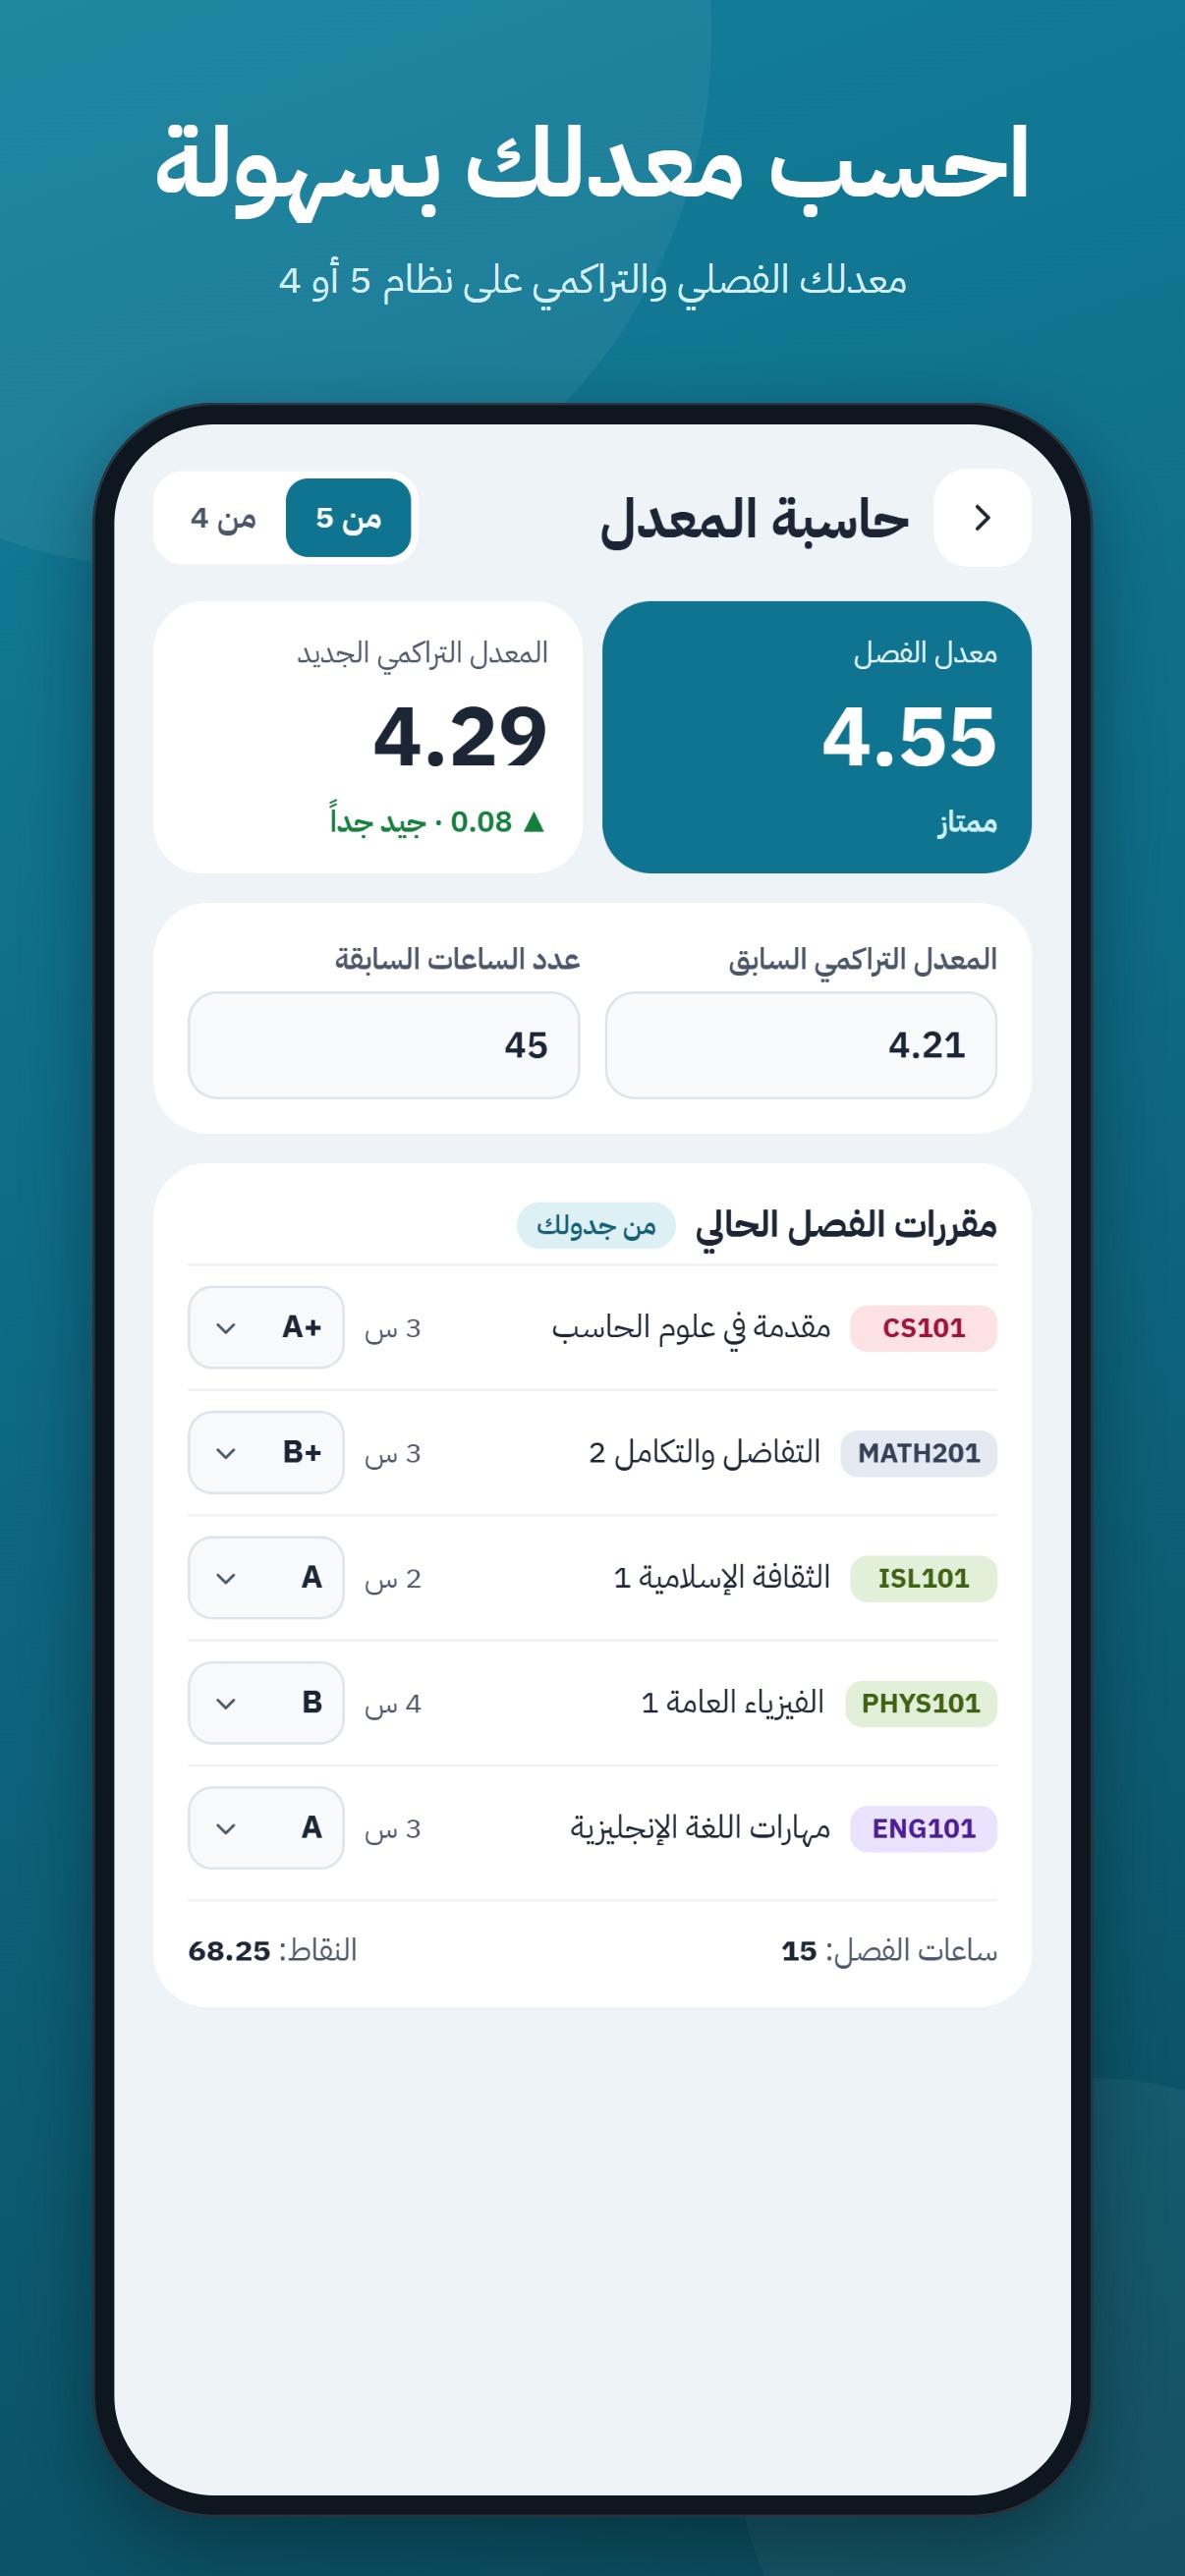 احسب معدلك بسهولة
معدلك الفصلي والتراكمي على نظام 5 أو 4
حاسبة المعدل
من 5
من 4
معدل الفصل
4.55
ممتاز
المعدل التراكمي الجديد
4.29
▲ 0.08 · جيد جداً
المعدل التراكمي السابق
4.21
عدد الساعات السابقة
45
مقررات الفصل الحالي
من جدولك
CS101 مقدمة في علوم الحاسب 3 س A+
MATH201 التفاضل والتكامل 2 3 س B+
ISL101 الثقافة الإسلامية 1 2 س A
PHYS101 الفيزياء العامة 1 4 س B
ENG101 مهارات اللغة الإنجليزية 3 س A
ساعات الفصل: 15
النقاط: 68.25